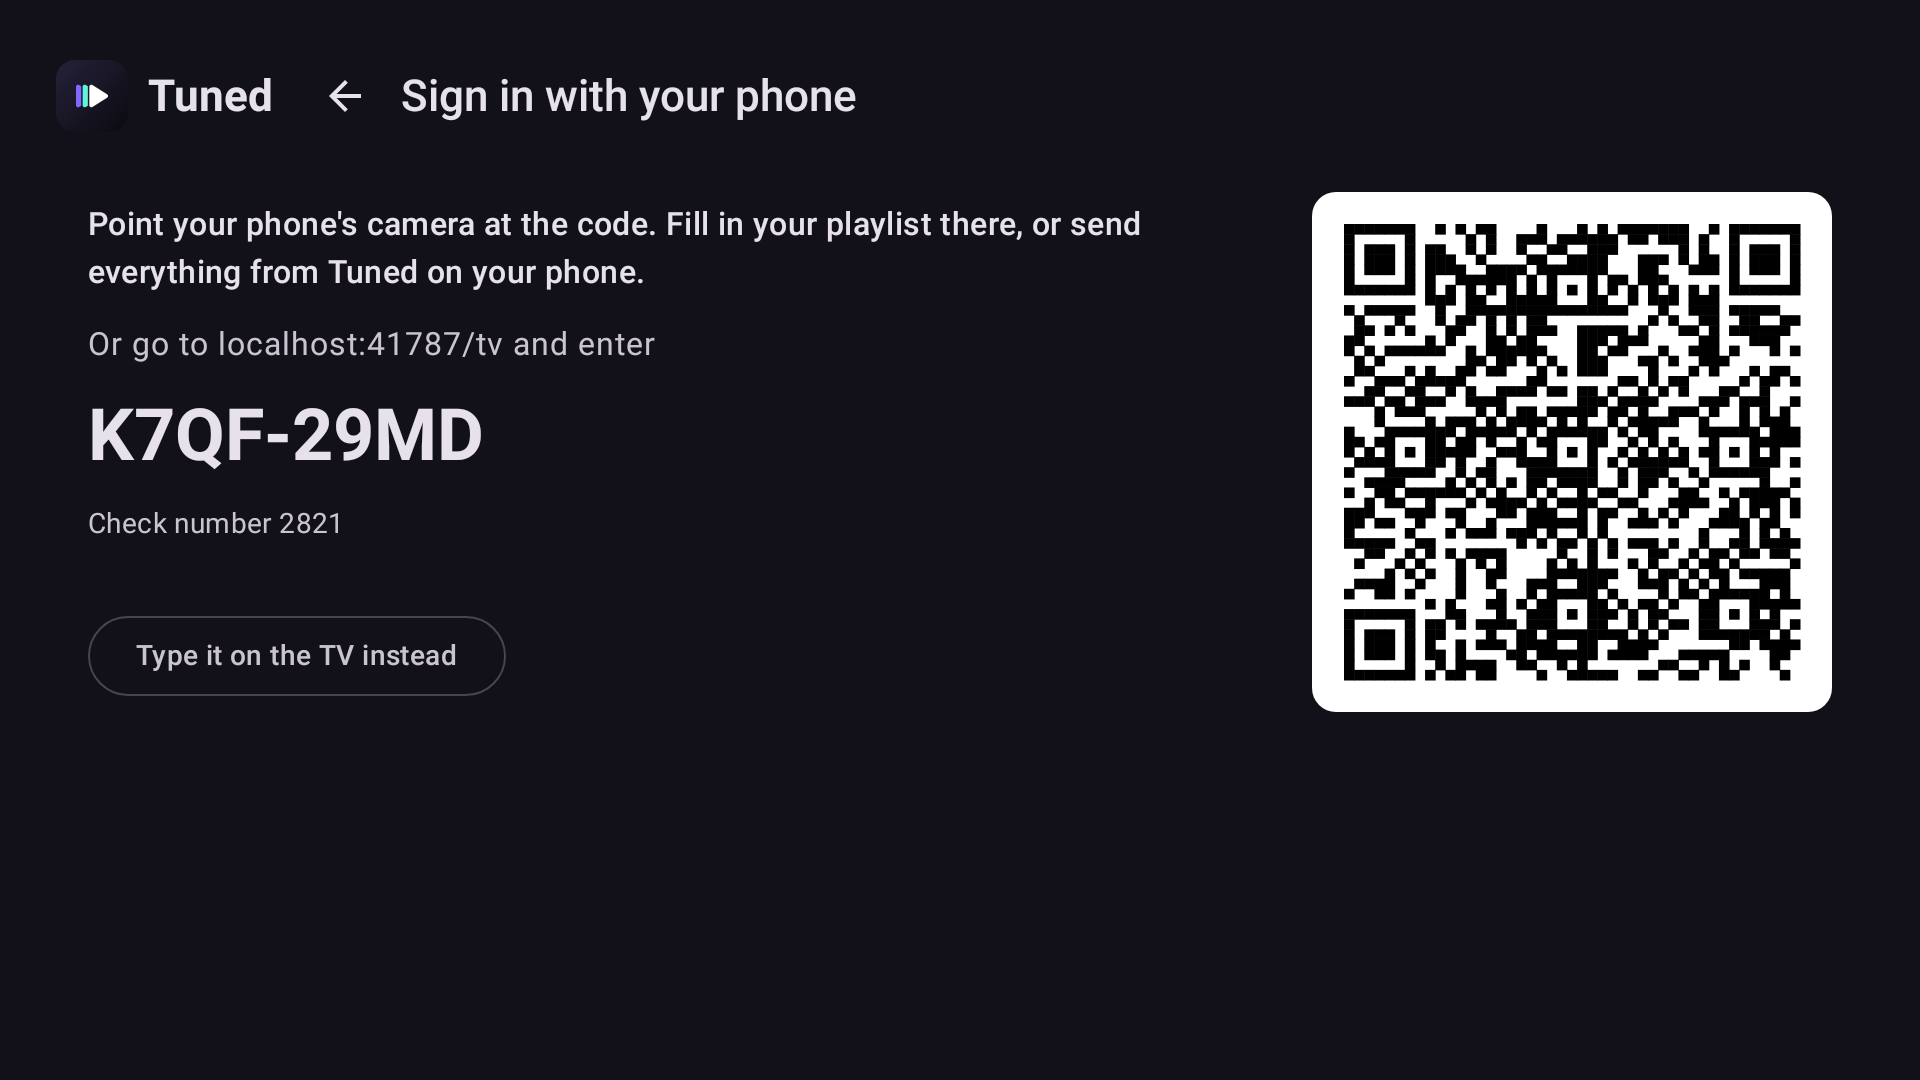 Tuned
Sign in with your phone
Point your phone's camera at the code. Fill in your playlist there, or send
everything from Tuned on your phone.
Or go to localhost:41787/tv and enter
K7QF-29MD
Check number 2821
Type it on the TV instead